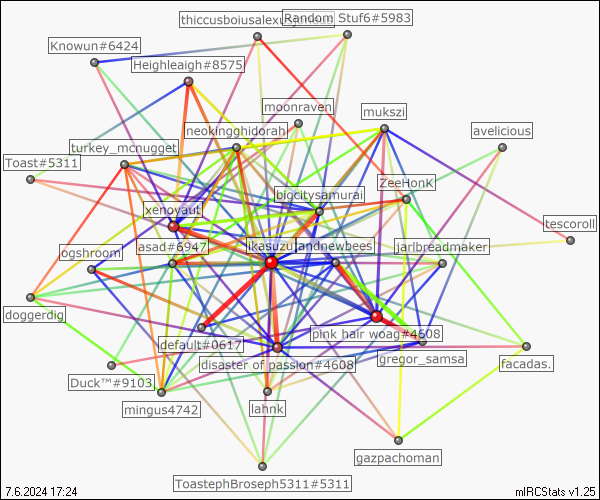 thiccusboiusalexu
Random Stuf6#5983
Knowun#6424
Heighleigh#8575
moonraven
mukszi
neokingghidorah
avelicious
turkey_mcnugget
Toast#5311
ZeeHonK
bigcitysamurai
xenoyaut
tescoroll
asad#6947
ikasuzu
andnewbees
jarlbreadmaker
ogshroom
doggerdig
pink hair woag#4608
default#0617
disaster of passion#4608
gregor_samsa
facadas.
Duck™#9103
mingus4742
lahnk
gazpachoman
ToastephBroseph5311#5311
7.6.2024 17:24
mIRCStats v1.25